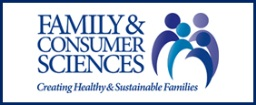 FAMILY &
CONSUMER
SCIENCES
Creating Healthy & Sustainable Families